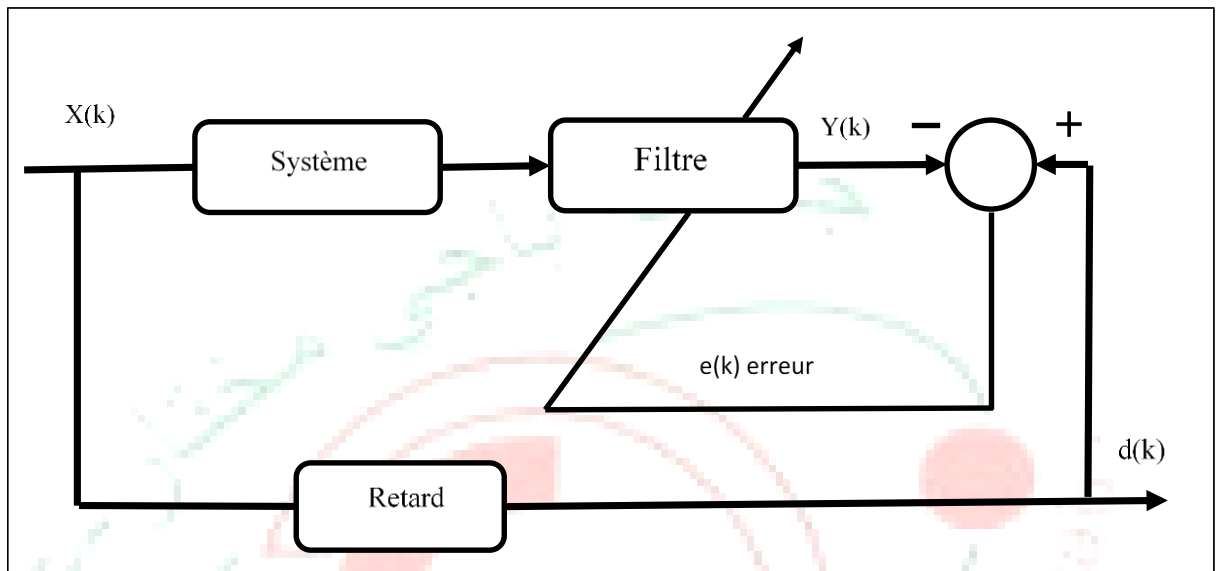 X(k)
Système
Filtre
Y(k)
−
+
e(k) erreur
Retard
d(k)